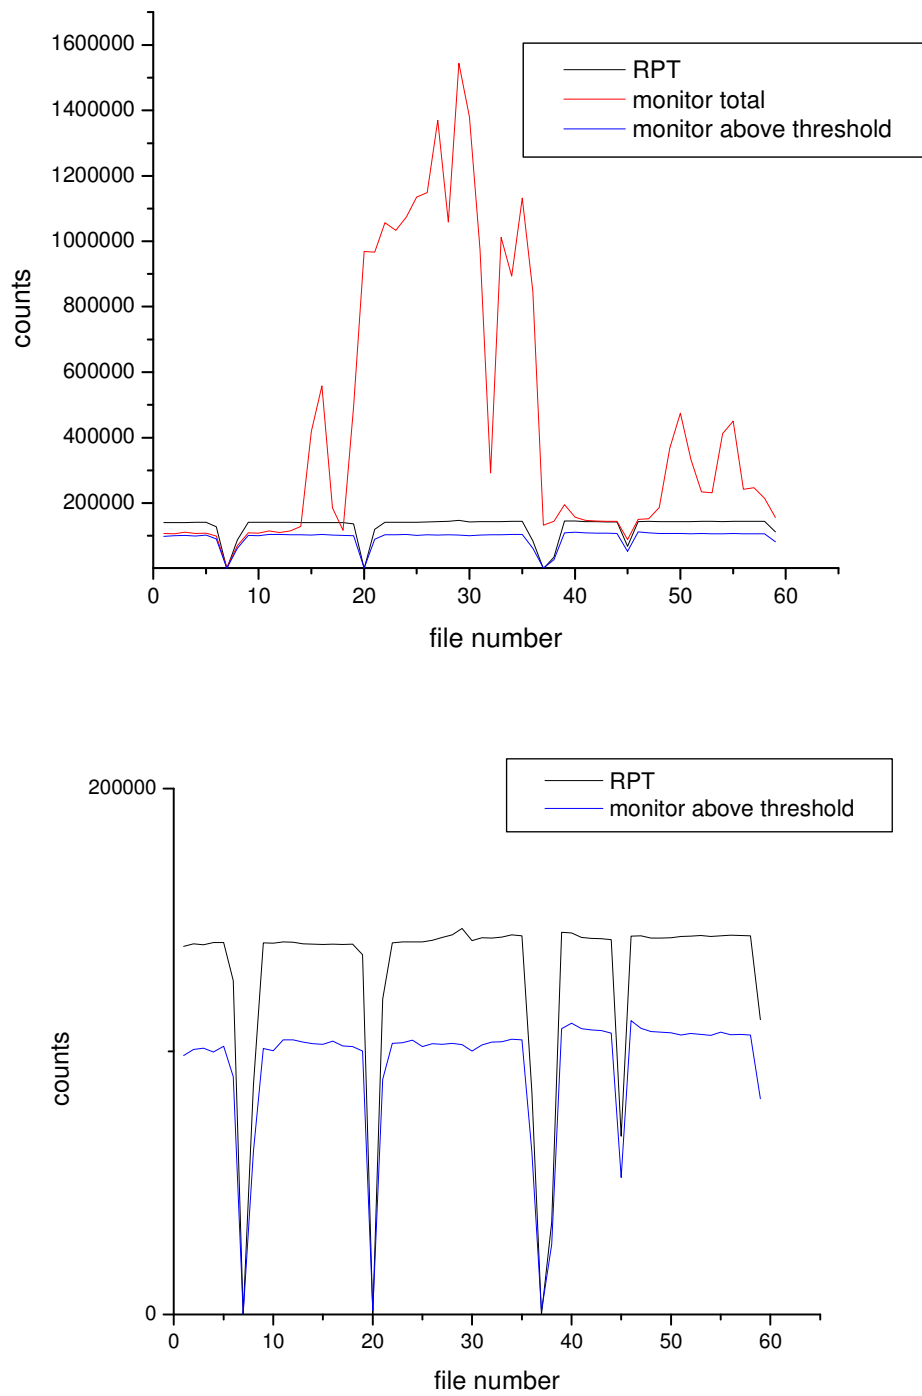 1600000
1400000
1200000
1000000
800000
600000
400000
200000
counts
RPT
monitor total
monitor above threshold
0 10 20 30 40 50 60
file number
200000
0
counts
RPT
monitor above threshold
0 10 20 30 40 50 60
file number